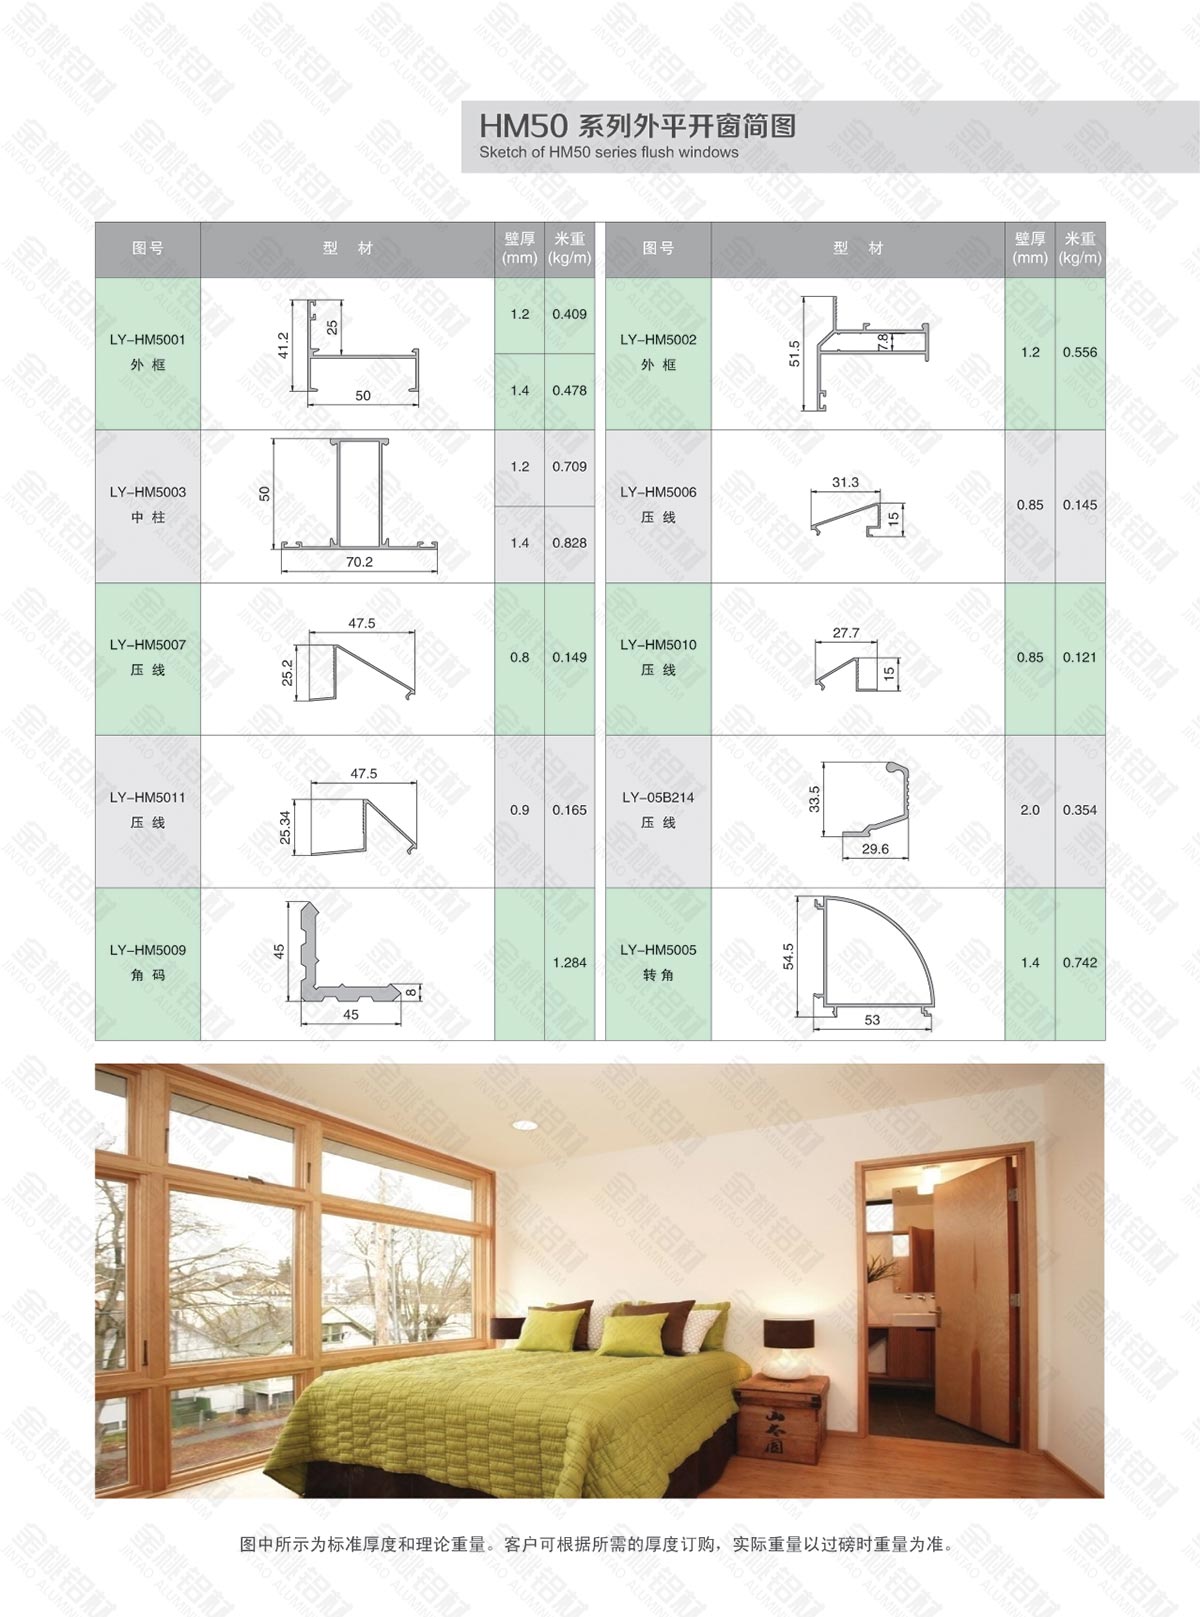 HM50 系列外平开窗简图
Sketch of HM50 series flush windows
图号 型 材 壁厚(mm) 米重(kg/m) 图号 型 材 壁厚(mm) 米重(kg/m)
LY-HM5001
外 框
41.2
25
50
1.2 0.409
1.4 0.478
LY-HM5002
外 框
51.5
7.8
1.2 0.556
LY-HM5003
中 柱
50
70.2
1.2 0.709
1.4 0.828
LY-HM5006
压 线
31.3
15
0.85 0.145
LY-HM5007
压 线
47.5
25.2
0.8 0.149
LY-HM5010
压 线
27.7
15
0.85 0.121
LY-HM5011
压 线
47.5
25.34
0.9 0.165
LY-05B214
压 线
33.5
29.6
2.0 0.354
LY-HM5009
角 码
45
8
45
1.284
LY-HM5005
转 角
54.5
53
1.4 0.742
山
本
图中所示为标准厚度和理论重量。客户可根据所需的厚度订购，实际重量以过磅时重量为准。
金桃铝材
JINTAO ALUMINIUM